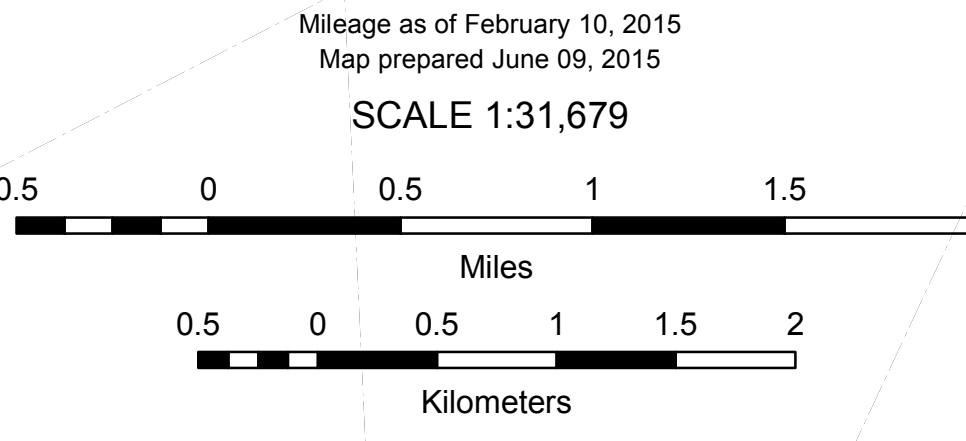 Mileage as of February 10, 2015
Map prepared June 09, 2015
SCALE 1:31,679
0.5 0 0.5 1 1.5
Miles
0.5 0 0.5 1 1.5 2
Kilometers